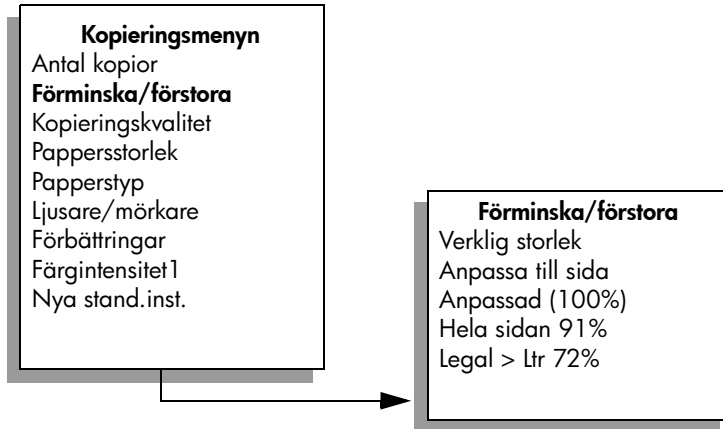 Kopieringsmenyn
Antal kopior
Förminska/förstora
Kopieringskvalitet
Pappersstorlek
Papperstyp
Ljusare/mörkare
Förbättringar
Färgintensitet1
Nya stand.inst.
Förminska/förstora
Verklig storlek
Anpassa till sida
Anpassad (100%)
Hela sidan 91%
Legal > Ltr 72%